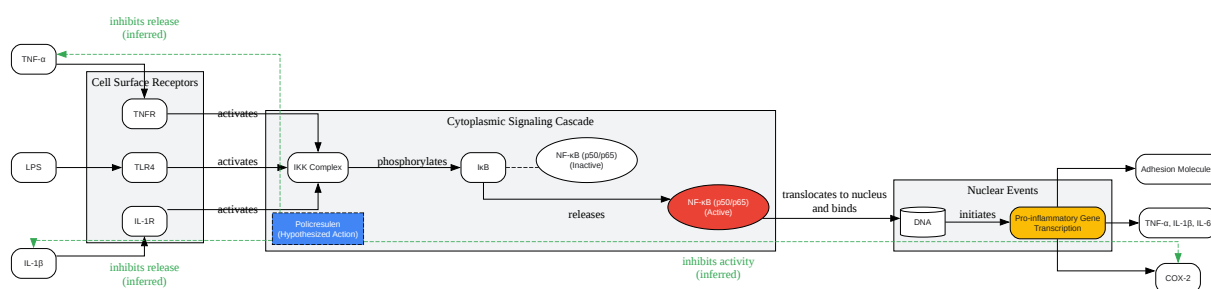 inhibits release
(inferred)
TNF-α
Cell Surface Receptors
TNFR
activates
Cytoplasmic Signaling Cascade
LPS
TLR4
activates
IKK Complex
phosphorylates
IκB
NF-κB (p50/p65)
(Inactive)
IL-1R
activates
releases
NF-κB (p50/p65)
(Active)
translocates to nucleus
and binds
Nuclear Events
DNA
initiates
Pro-inflammatory Gene
Transcription
Adhesion Molecules
TNF-α, IL-1β, IL-6
COX-2
Policresulen
(Hypothesized Action)
IL-1β
inhibits release
(inferred)
inhibits activity
(inferred)